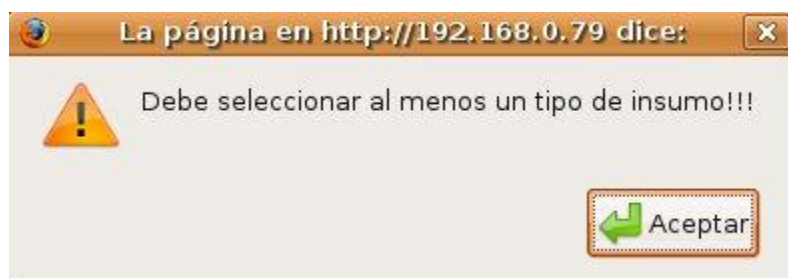 La página en http://192.168.0.79 dice:
Debe seleccionar al menos un tipo de insumo!!!
Aceptar